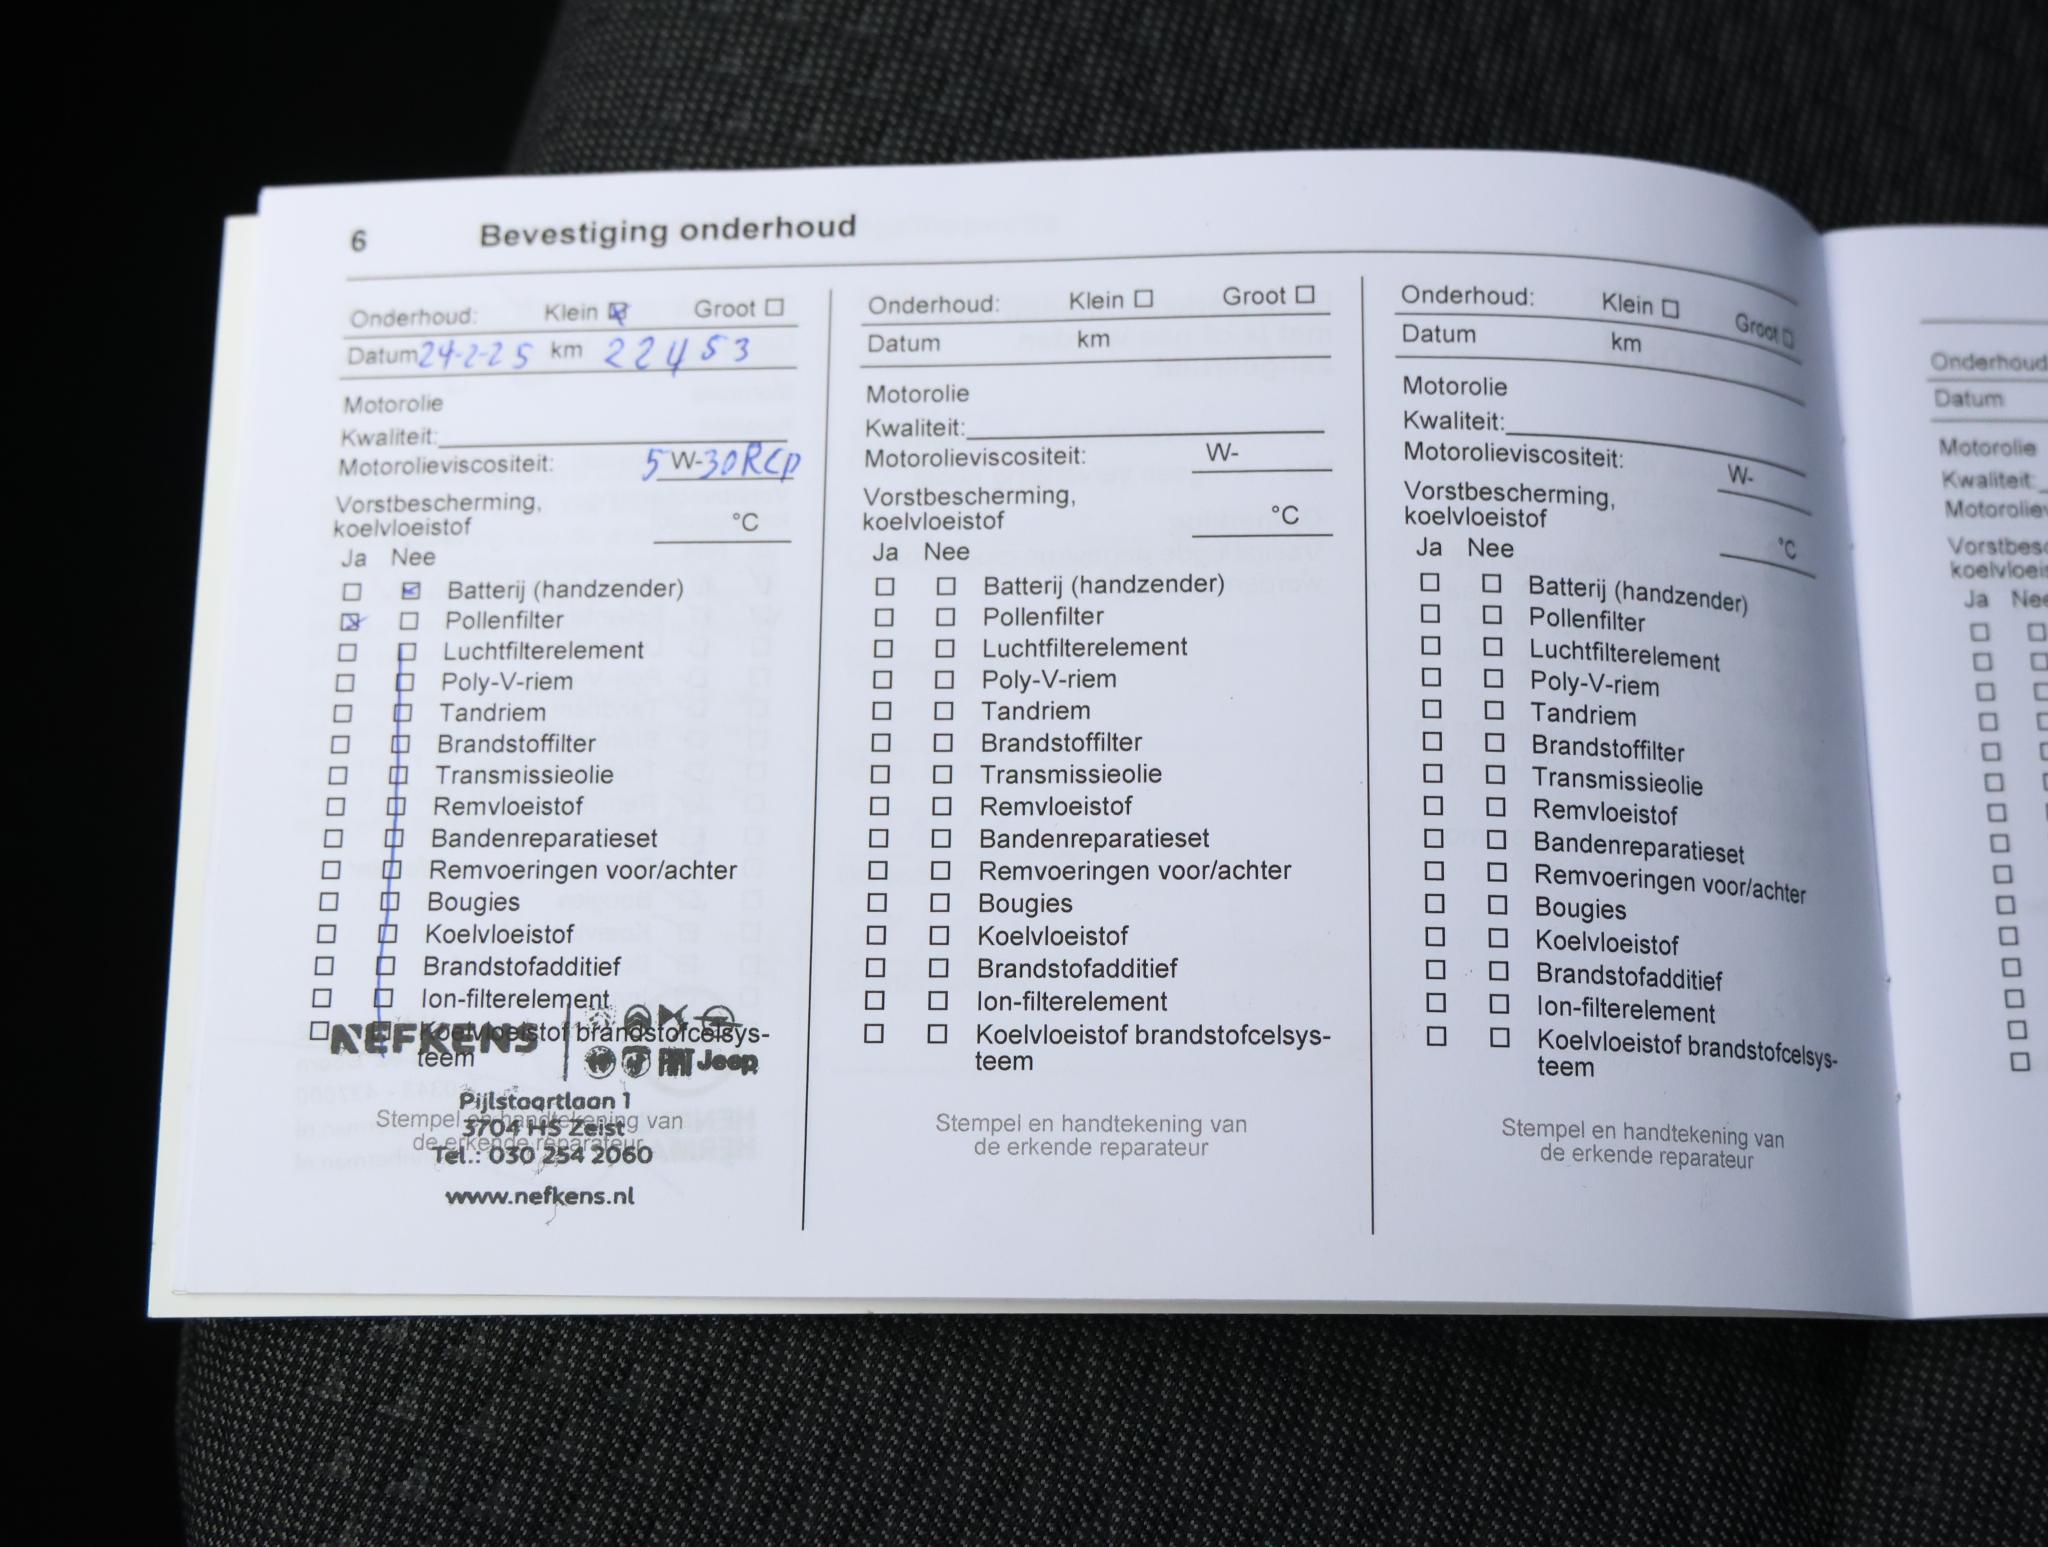 6 Bevestiging onderhoud
Onderhoud: Klein ☒ Groot ☐
Datum 24-2-25 km 22453
Motorolie
Kwaliteit:
Motorolieviscositeit: 5W-30RCP
Vorstbescherming,
koelvloeistof °C
Ja Nee
☐ ☒ Batterij (handzender)
☒ ☐ Pollenfilter
☐ ☐ Luchtfilterelement
☐ ☐ Poly-V-riem
☐ ☐ Tandriem
☐ ☐ Brandstoffilter
☐ ☐ Transmissieolie
☐ ☐ Remvloeistof
☐ ☐ Bandenreparatieset
☐ ☐ Remvoeringen voor/achter
☐ ☐ Bougies
☐ ☐ Koelvloeistof
☐ ☐ Brandstofadditief
☐ ☐ Ion-filterelement
☐ ☐ Koelvloeistof brandstofcelsys-
teem
NEFKENS
FIAT Jeep
Pijlstaartlaan 1
Stempel en handtekening van
3704 HS Zeist
de erkende reparateur
Tel.: 030 254 2060
www.nefkens.nl
Onderhoud: Klein ☐ Groot ☐
Datum km
Motorolie
Kwaliteit:
Motorolieviscositeit: W-
Vorstbescherming,
koelvloeistof °C
Ja Nee
☐ ☐ Batterij (handzender)
☐ ☐ Pollenfilter
☐ ☐ Luchtfilterelement
☐ ☐ Poly-V-riem
☐ ☐ Tandriem
☐ ☐ Brandstoffilter
☐ ☐ Transmissieolie
☐ ☐ Remvloeistof
☐ ☐ Bandenreparatieset
☐ ☐ Remvoeringen voor/achter
☐ ☐ Bougies
☐ ☐ Koelvloeistof
☐ ☐ Brandstofadditief
☐ ☐ Ion-filterelement
☐ ☐ Koelvloeistof brandstofcelsys-
teem
Stempel en handtekening van
de erkende reparateur
Onderhoud: Klein ☐ Groot ☐
Datum km
Motorolie
Kwaliteit:
Motorolieviscositeit: W-
Vorstbescherming,
koelvloeistof °C
Ja Nee
☐ ☐ Batterij (handzender)
☐ ☐ Pollenfilter
☐ ☐ Luchtfilterelement
☐ ☐ Poly-V-riem
☐ ☐ Tandriem
☐ ☐ Brandstoffilter
☐ ☐ Transmissieolie
☐ ☐ Remvloeistof
☐ ☐ Bandenreparatieset
☐ ☐ Remvoeringen voor/achter
☐ ☐ Bougies
☐ ☐ Koelvloeistof
☐ ☐ Brandstofadditief
☐ ☐ Ion-filterelement
☐ ☐ Koelvloeistof brandstofcelsys-
teem
Stempel en handtekening van
de erkende reparateur
Onderhoud
Datum
Motorolie
Kwaliteit:
Motoroliev
Vorstbesc
koelvloeis
Ja Nee